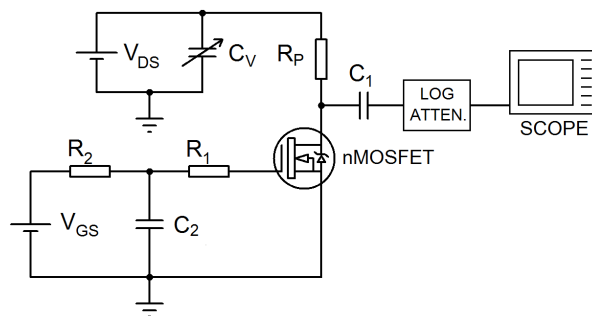 V_DS
C_V
R_P
C_1
LOG
ATTEN.
SCOPE
nMOSFET
R_2
R_1
V_GS
C_2